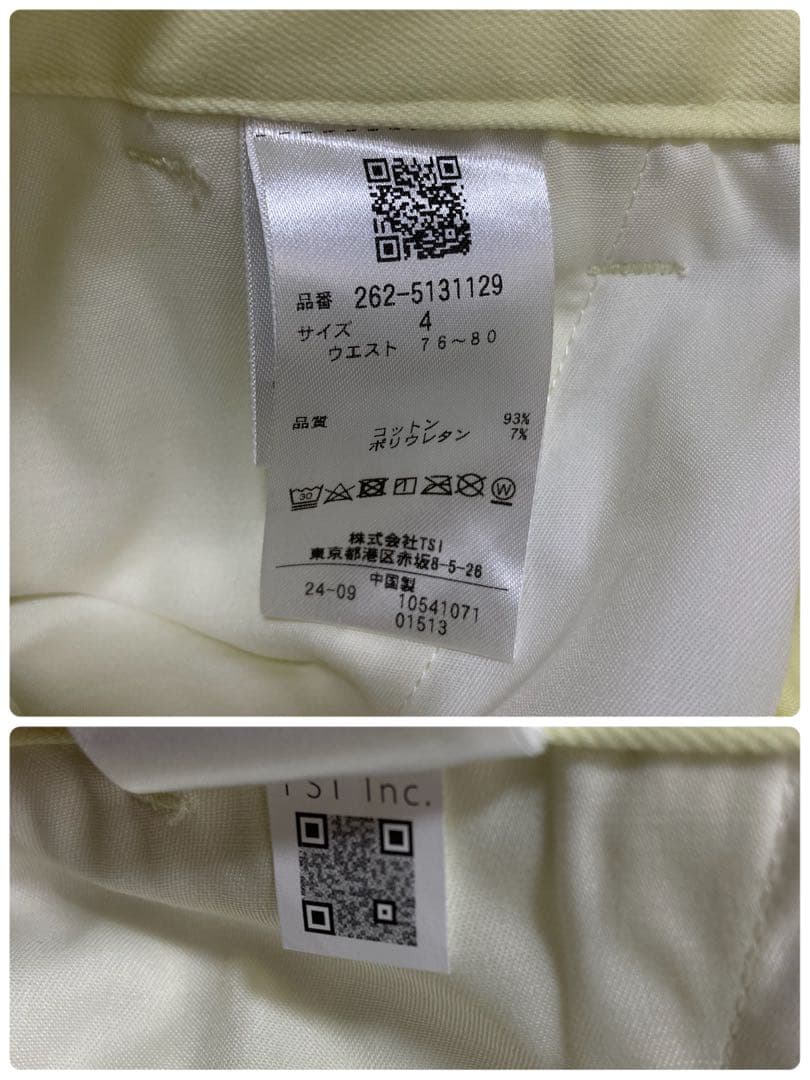 品番 262-5131129
サイズ 4
ウエスト 76～80
品質 コットン 93%
ポリウレタン 7%
30 W
株式会社TSI
東京都港区赤坂8-5-26
中国製
24-09 10541071
01513
TSI Inc.